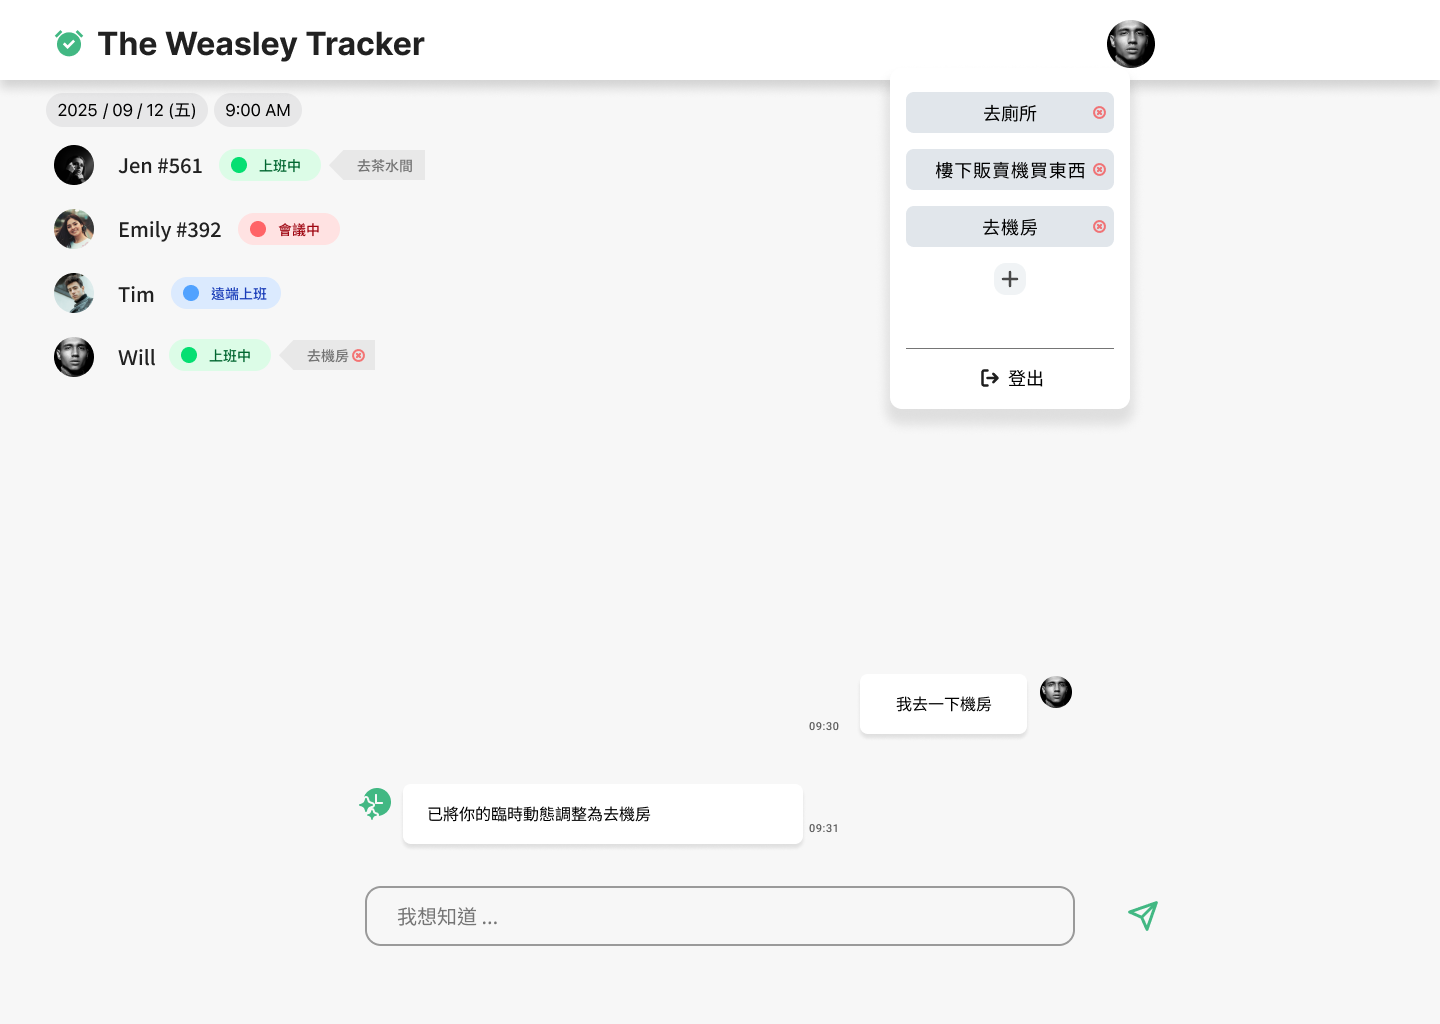 The Weasley Tracker
2025 / 09 / 12 (五) 9:00 AM
Jen #561 上班中 去茶水間
Emily #392 會議中
Tim 遠端上班
Will 上班中 去機房
去廁所
樓下販賣機買東西
去機房
登出
我去一下機房
09:30
已將你的臨時動態調整為去機房
09:31
我想知道 ...